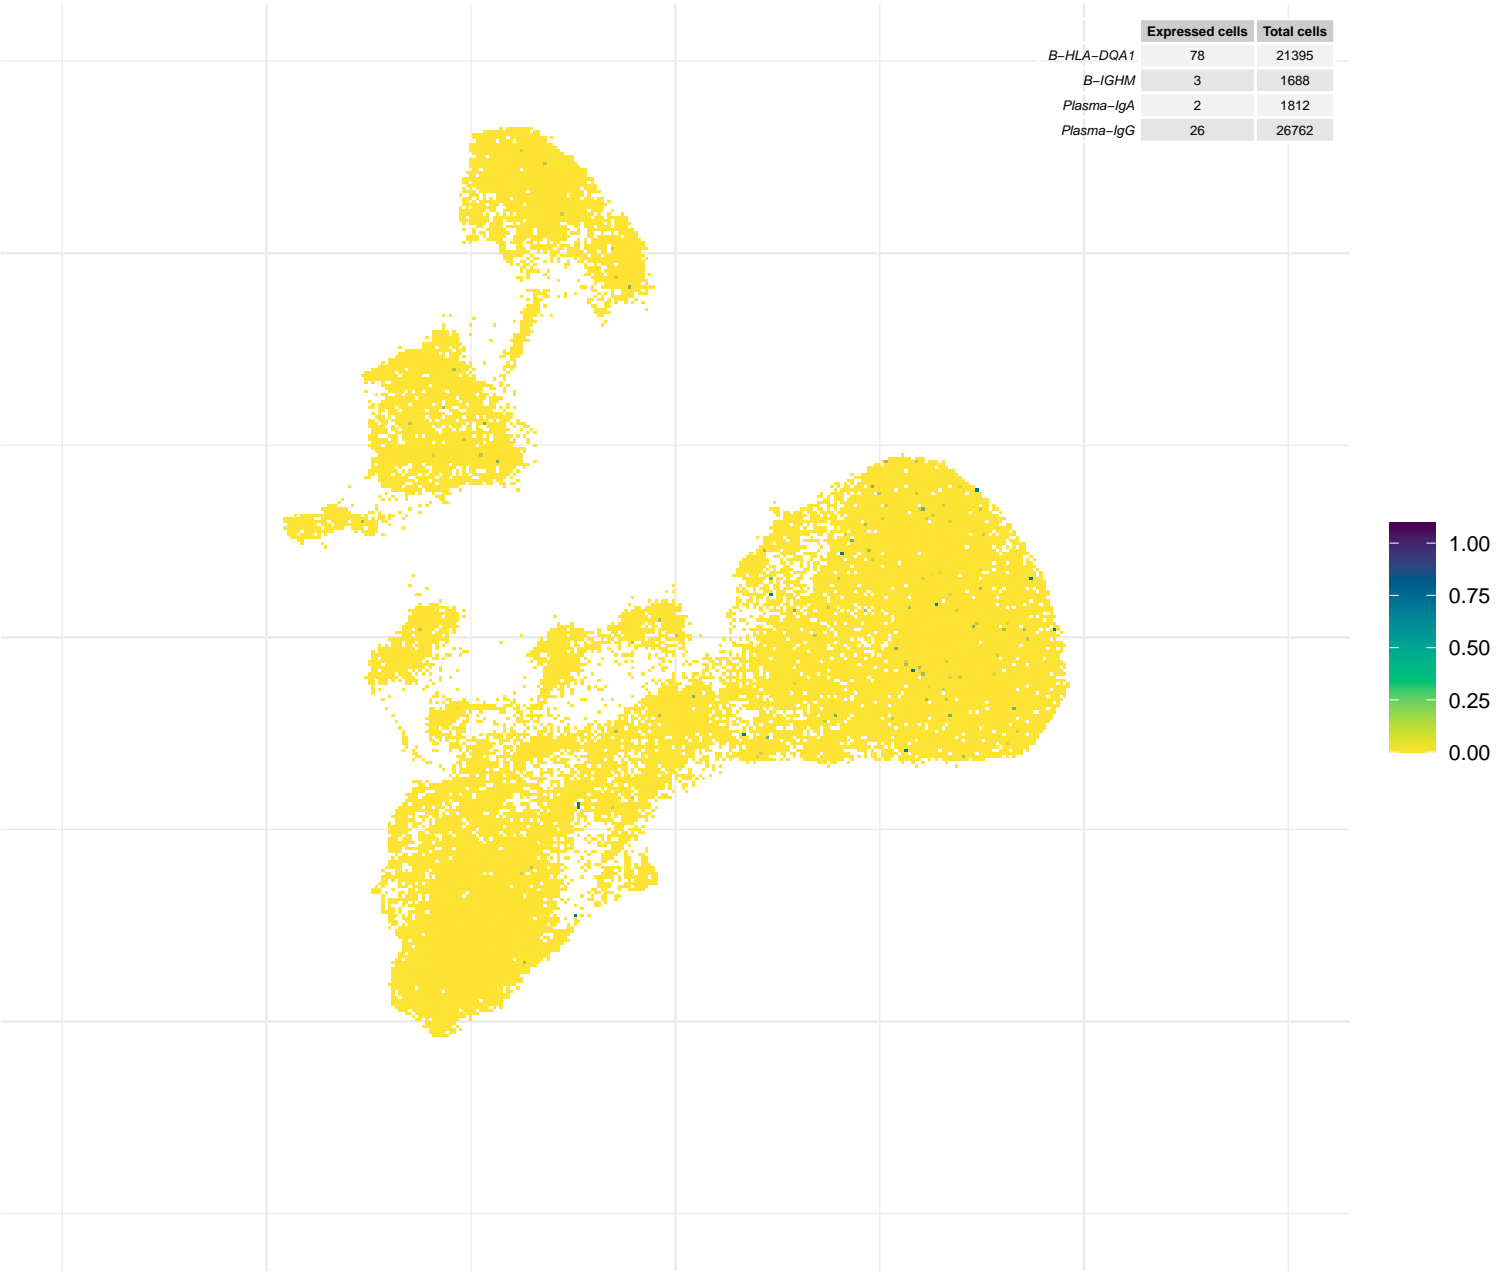 Expressed cells Total cells
B−HLA−DQA1 78 21395
B−IGHM 3 1688
Plasma−IgA 2 1812
Plasma−IgG 26 26762
1.00
0.75
0.50
0.25
0.00